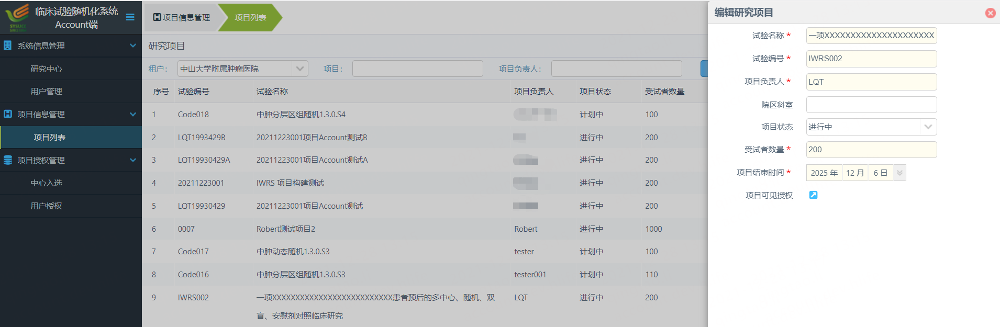 临床试验随机化系统
Account端
SYSUCC
系统信息管理
研究中心
用户管理
项目信息管理
项目列表
项目授权管理
中心入选
用户授权
项目信息管理
项目列表
研究项目
租户： 中山大学附属肿瘤医院 项目： 项目负责人：
序号 试验编号 试验名称 项目负责人 项目状态 受试者数量
1 Code018 中肿分层区组随机1.3.0.S4 计划中 100
2 LQT1993429B 20211223001项目Account测试B 进行中 200
3 LQT19930429A 20211223001项目Account测试A 进行中 200
4 20211223001 IWRS 项目构建测试 进行中 200
5 LQT19930429 20211223001项目Account测试 进行中 200
6 0007 Robert测试项目2 Robert 进行中 1000
7 Code017 中肿动态随机1.3.0.S3 tester 计划中 100
8 Code016 中肿分层区组随机1.3.0.S3 tester001 计划中 110
9 IWRS002 一项XXXXXXXXXXXXXXXXXXXXXXXXXX患者预后的多中心、随机、双 LQT 进行中 200
盲、安慰剂对照临床研究
编辑研究项目
试验名称 * 一项XXXXXXXXXXXXXXXXXXXXX
试验编号 * IWRS002
项目负责人 * LQT
院区科室
项目状态 进行中
受试者数量 * 200
项目结束时间 * 2025 年 12 月 6 日
项目可见授权